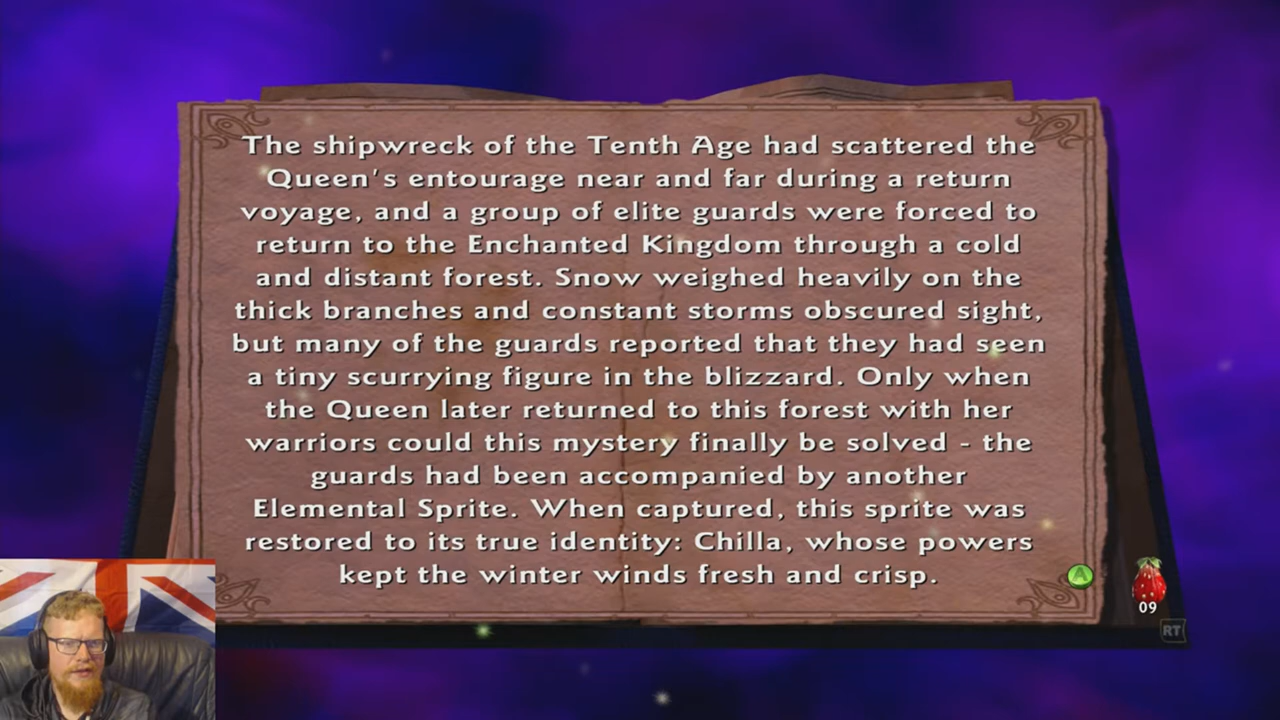 The shipwreck of the Tenth Age had scattered the
Queen's entourage near and far during a return
voyage, and a group of elite guards were forced to
return to the Enchanted Kingdom through a cold
and distant forest. Snow weighed heavily on the
thick branches and constant storms obscured sight,
but many of the guards reported that they had seen
a tiny scurrying figure in the blizzard. Only when
the Queen later returned to this forest with her
warriors could this mystery finally be solved - the
guards had been accompanied by another
Elemental Sprite. When captured, this sprite was
restored to its true identity: Chilla, whose powers
kept the winter winds fresh and crisp.
A
09
RT